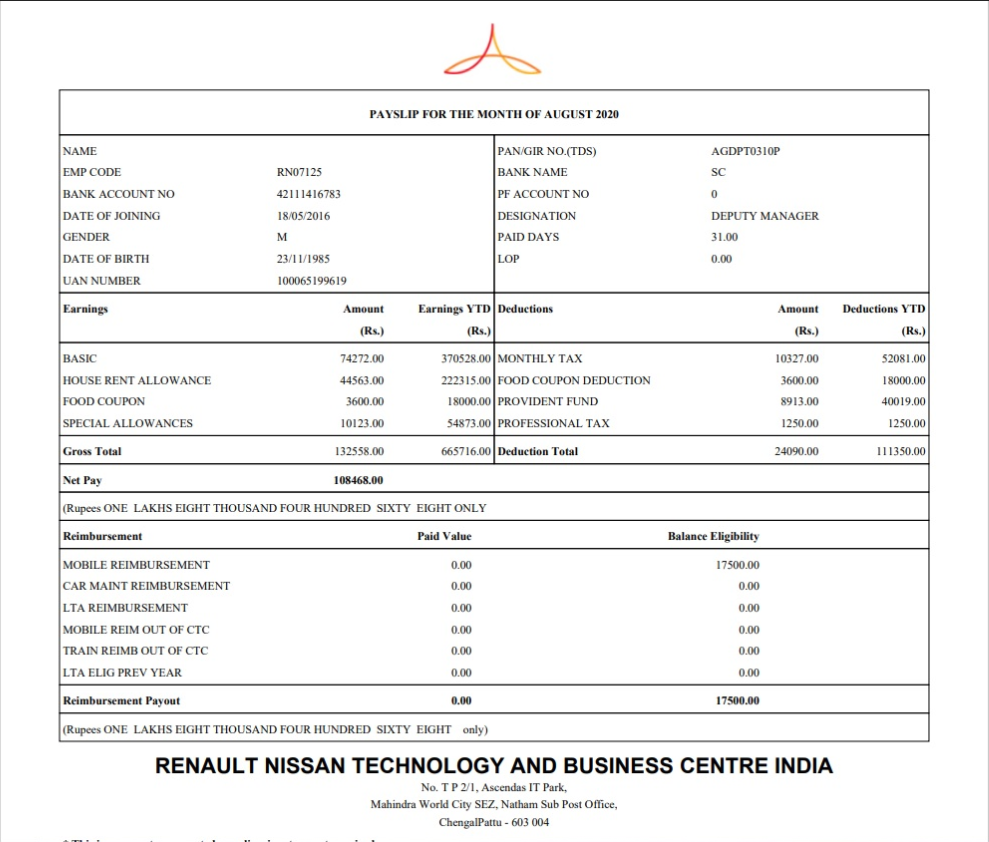 PAYSLIP FOR THE MONTH OF AUGUST 2020
NAME PAN/GIR NO.(TDS) AGDPT0310P
EMP CODE RN07125 BANK NAME SC
BANK ACCOUNT NO 42111416783 PF ACCOUNT NO 0
DATE OF JOINING 18/05/2016 DESIGNATION DEPUTY MANAGER
GENDER M PAID DAYS 31.00
DATE OF BIRTH 23/11/1985 LOP 0.00
UAN NUMBER 100065199619
Earnings Amount Earnings YTD Deductions Amount Deductions YTD
(Rs.) (Rs.) (Rs.) (Rs.)
BASIC 74272.00 370528.00 MONTHLY TAX 10327.00 52081.00
HOUSE RENT ALLOWANCE 44563.00 222315.00 FOOD COUPON DEDUCTION 3600.00 18000.00
FOOD COUPON 3600.00 18000.00 PROVIDENT FUND 8913.00 40019.00
SPECIAL ALLOWANCES 10123.00 54873.00 PROFESSIONAL TAX 1250.00 1250.00
Gross Total 132558.00 665716.00 Deduction Total 24090.00 111350.00
Net Pay 108468.00
(Rupees ONE LAKHS EIGHT THOUSAND FOUR HUNDRED SIXTY EIGHT ONLY
Reimbursement Paid Value Balance Eligibility
MOBILE REIMBURSEMENT 0.00 17500.00
CAR MAINT REIMBURSEMENT 0.00 0.00
LTA REIMBURSEMENT 0.00 0.00
MOBILE REIM OUT OF CTC 0.00 0.00
TRAIN REIMB OUT OF CTC 0.00 0.00
LTA ELIG PREV YEAR 0.00 0.00
Reimbursement Payout 0.00 17500.00
(Rupees ONE LAKHS EIGHT THOUSAND FOUR HUNDRED SIXTY EIGHT only)
RENAULT NISSAN TECHNOLOGY AND BUSINESS CENTRE INDIA
No. T P 2/1, Ascendas IT Park,
Mahindra World City SEZ, Natham Sub Post Office,
ChengalPattu - 603 004